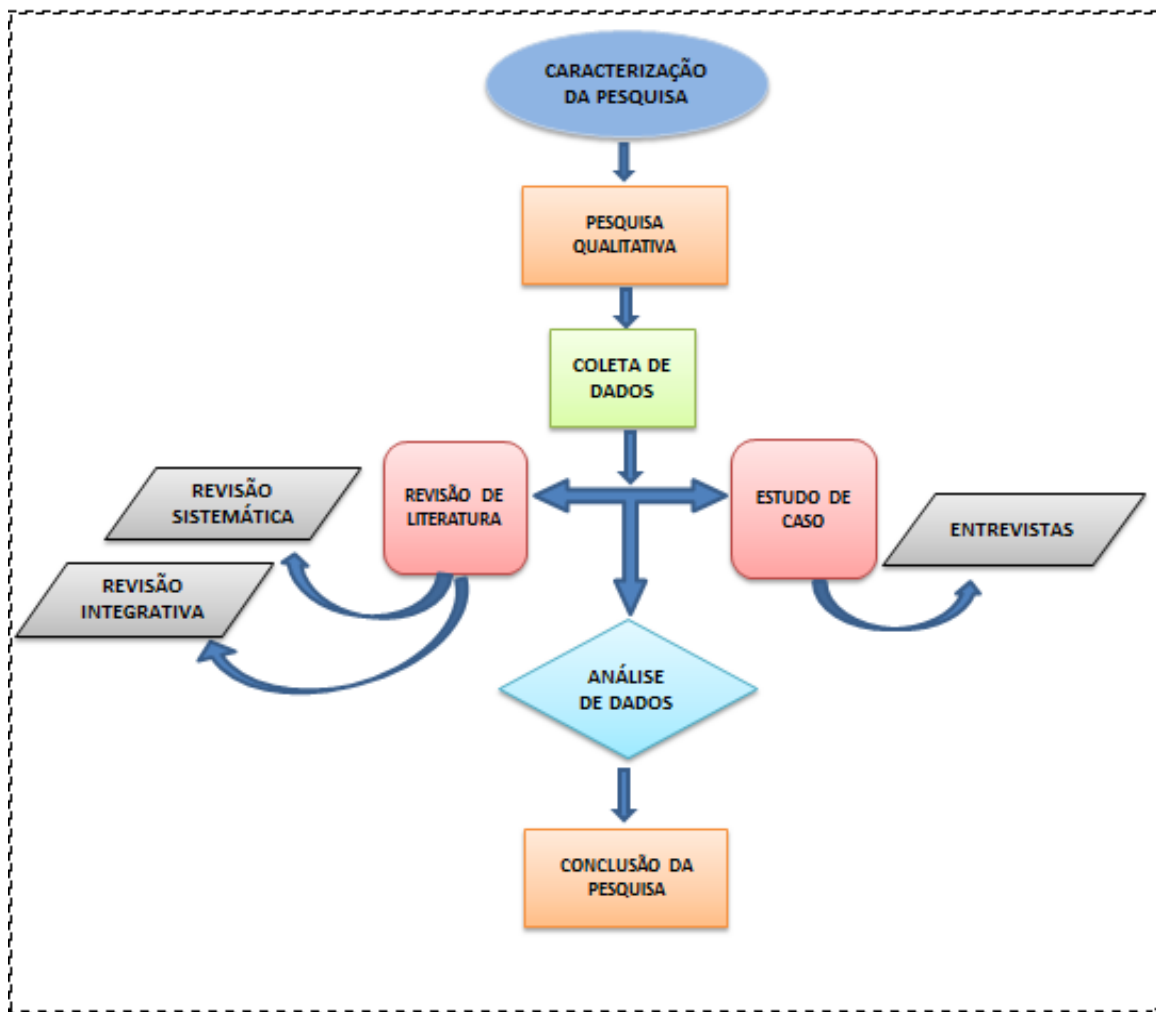 CARACTERIZAÇÃO
DA PESQUISA
PESQUISA
QUALITATIVA
COLETA DE
DADOS
REVISÃO DE
LITERATURA
REVISÃO
SISTEMÁTICA
REVISÃO
INTEGRATIVA
ESTUDO DE
CASO
ENTREVISTAS
ANÁLISE
DE DADOS
CONCLUSÃO DA
PESQUISA